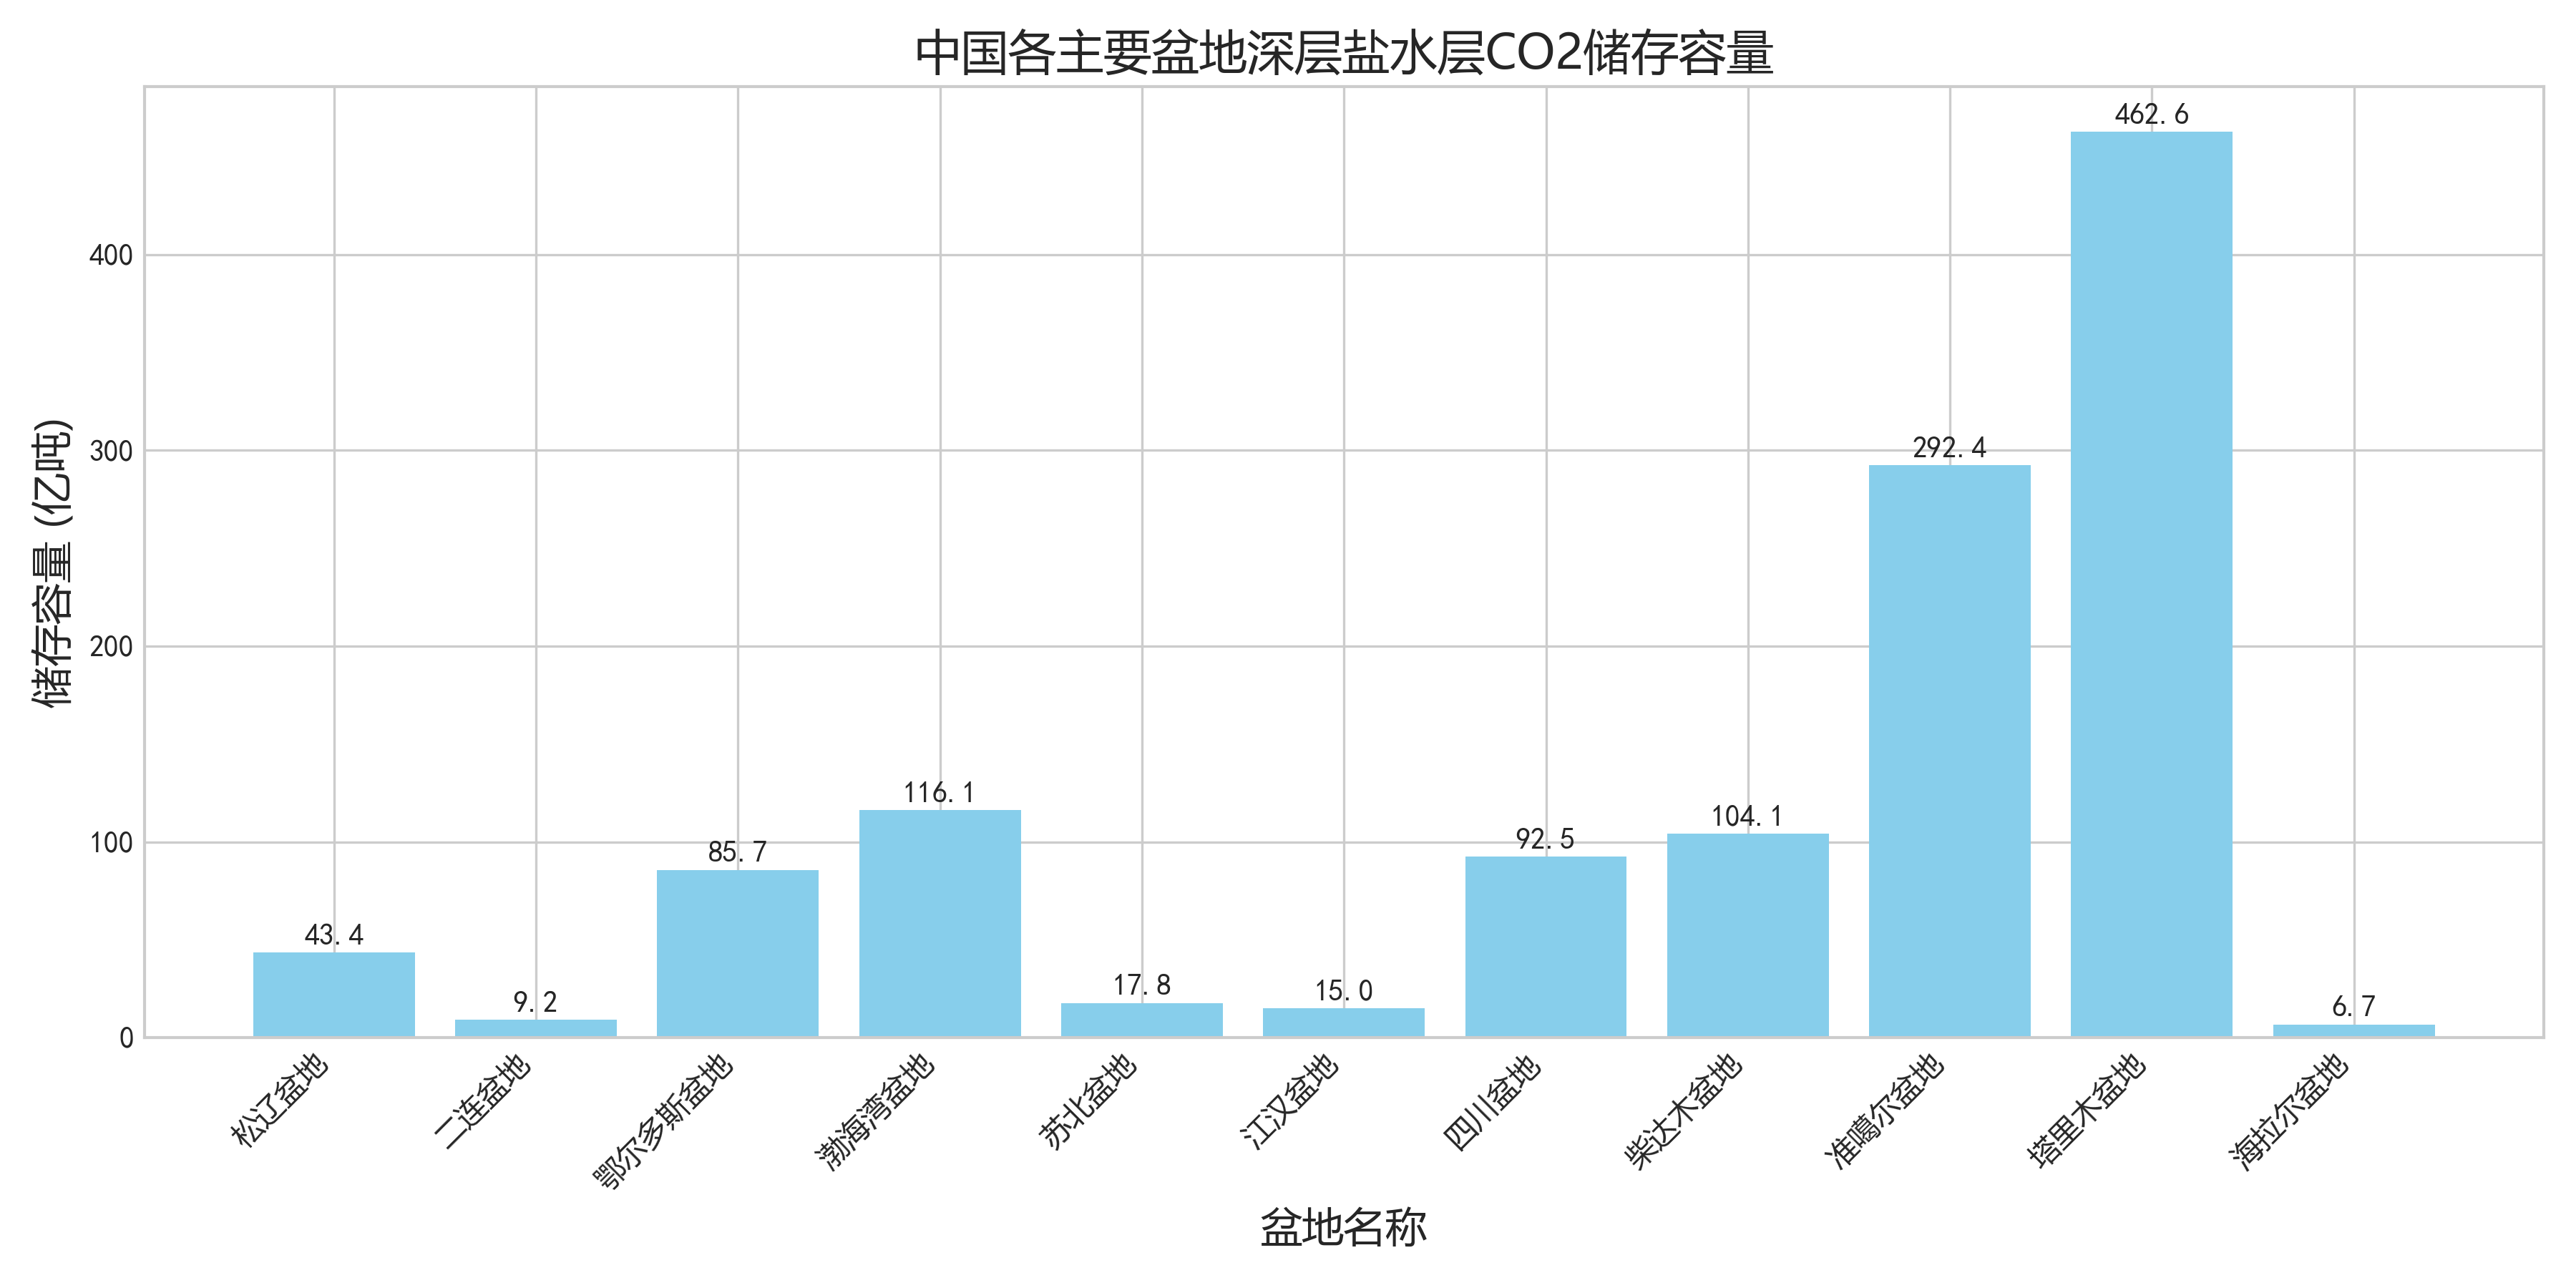 中国各主要盆地深层盐水层CO2储存容量
储存容量 (亿吨)
400
300
200
100
0
43.4
9.2
85.7
116.1
17.8
15.0
92.5
104.1
292.4
462.6
6.7
松辽盆地
二连盆地
鄂尔多斯盆地
渤海湾盆地
苏北盆地
江汉盆地
四川盆地
柴达木盆地
准噶尔盆地
塔里木盆地
海拉尔盆地
盆地名称